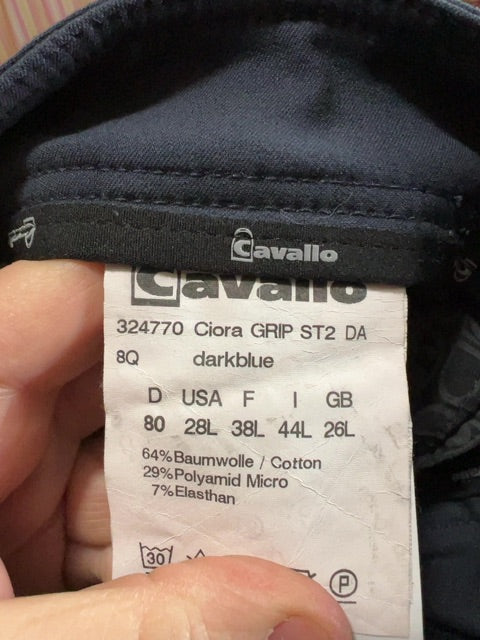 Cavallo
Cavallo
324770 Ciora GRIP ST2 DA
8Q darkblue
D USA F I GB
80 28L 38L 44L 26L
64% Baumwolle / Cotton
29% Polyamid Micro
7% Elasthan
30
P